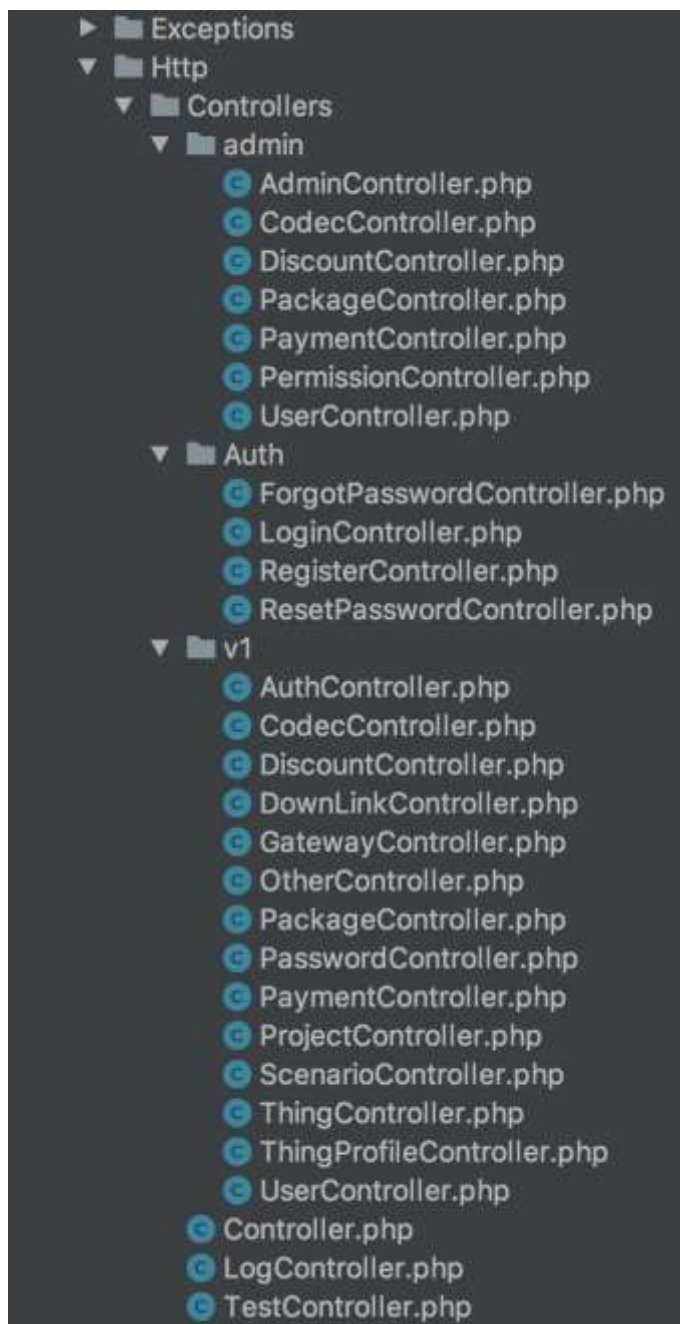 Exceptions
Http
Controllers
admin
AdminController.php
CodecController.php
DiscountController.php
PackageController.php
PaymentController.php
PermissionController.php
UserController.php
Auth
ForgotPasswordController.php
LoginController.php
RegisterController.php
ResetPasswordController.php
v1
AuthController.php
CodecController.php
DiscountController.php
DownLinkController.php
GatewayController.php
OtherController.php
PackageController.php
PasswordController.php
PaymentController.php
ProjectController.php
ScenarioController.php
ThingController.php
ThingProfileController.php
UserController.php
Controller.php
LogController.php
TestController.php